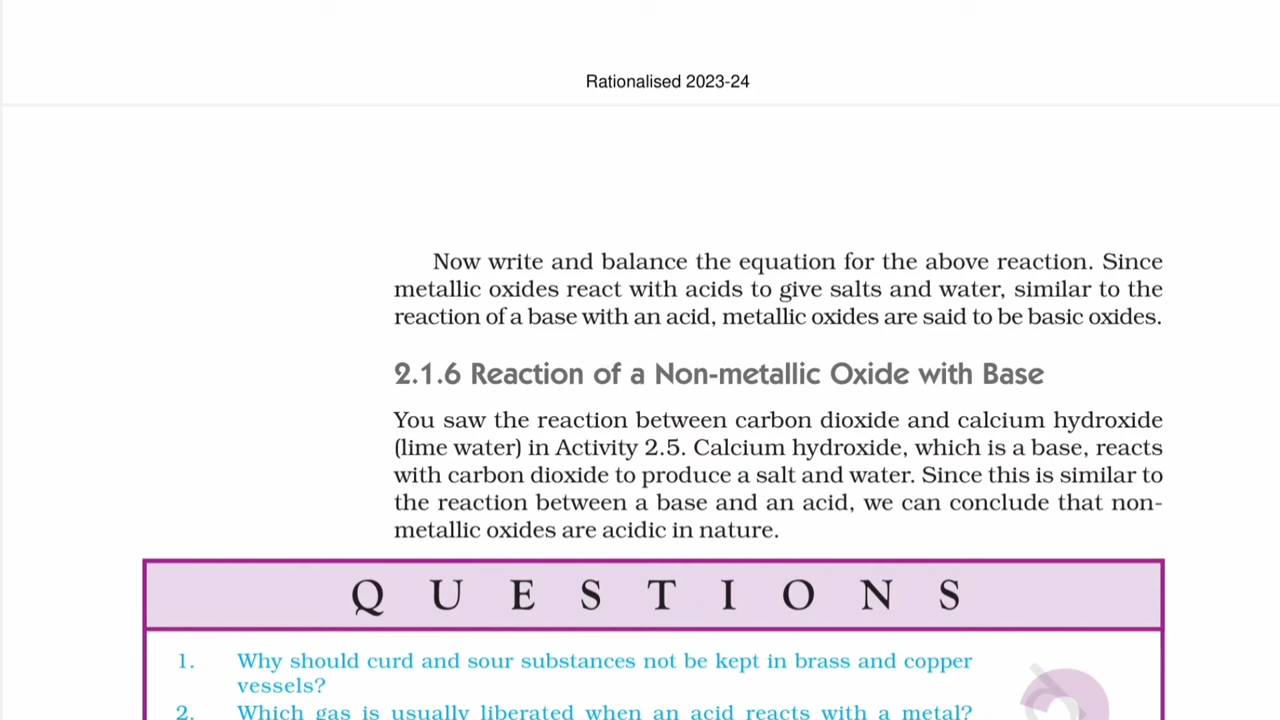 Rationalised 2023-24
Now write and balance the equation for the above reaction. Since
metallic oxides react with acids to give salts and water, similar to the
reaction of a base with an acid, metallic oxides are said to be basic oxides.
2.1.6 Reaction of a Non-metallic Oxide with Base
You saw the reaction between carbon dioxide and calcium hydroxide
(lime water) in Activity 2.5. Calcium hydroxide, which is a base, reacts
with carbon dioxide to produce a salt and water. Since this is similar to
the reaction between a base and an acid, we can conclude that non-
metallic oxides are acidic in nature.
Q U E S T I O N S
1. Why should curd and sour substances not be kept in brass and copper
vessels?
2. Which gas is usually liberated when an acid reacts with a metal?